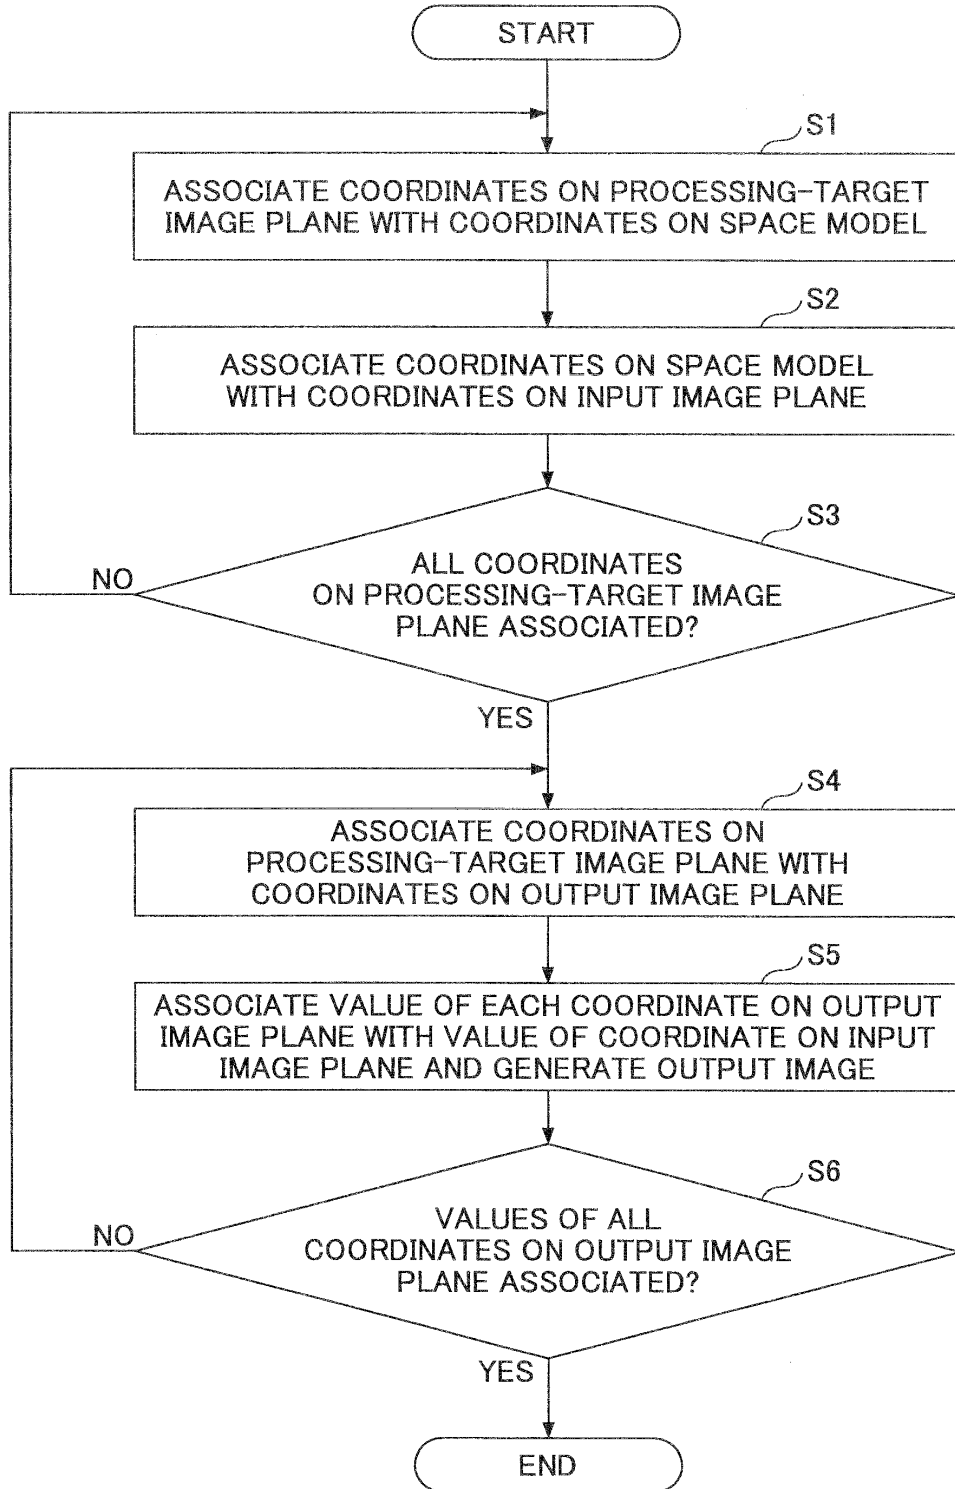 START
S1
ASSOCIATE COORDINATES ON PROCESSING-TARGET
IMAGE PLANE WITH COORDINATES ON SPACE MODEL
S2
ASSOCIATE COORDINATES ON SPACE MODEL
WITH COORDINATES ON INPUT IMAGE PLANE
S3
ALL COORDINATES
ON PROCESSING-TARGET IMAGE
PLANE ASSOCIATED?
NO
YES
S4
ASSOCIATE COORDINATES ON
PROCESSING-TARGET IMAGE PLANE WITH
COORDINATES ON OUTPUT IMAGE PLANE
S5
ASSOCIATE VALUE OF EACH COORDINATE ON OUTPUT
IMAGE PLANE WITH VALUE OF COORDINATE ON INPUT
IMAGE PLANE AND GENERATE OUTPUT IMAGE
S6
VALUES OF ALL
COORDINATES ON OUTPUT IMAGE
PLANE ASSOCIATED?
NO
YES
END